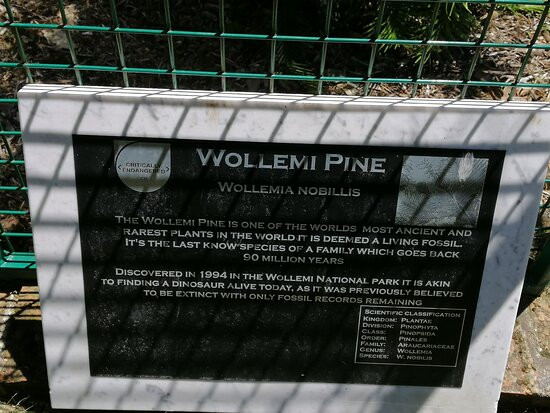 CRITICALLY
ENDANGERED
WOLLEMI PINE
WOLLEMIA NOBILLIS
THE WOLLEMI PINE IS ONE OF THE WORLDS MOST ANCIENT AND
RAREST PLANTS IN THE WORLD IT IS DEEMED A LIVING FOSSIL.
IT'S THE LAST KNOW SPECIES OF A FAMILY WHICH GOES BACK
90 MILLION YEARS
DISCOVERED IN 1994 IN THE WOLLEMI NATIONAL PARK IT IS AKIN
TO FINDING A DINOSAUR ALIVE TODAY, AS IT WAS PREVIOUSLY BELIEVED
TO BE EXTINCT WITH ONLY FOSSIL RECORDS REMAINING
SCIENTIFIC CLASSIFICATION
KINGDOM: PLANTAE
DIVISION: PINOPHYTA
CLASS: PINOPSIDA
ORDER: PINALES
FAMILY: ARAUCARIACEAE
GENUS: WOLLEMIA
SPECIES: W. NOBILIS